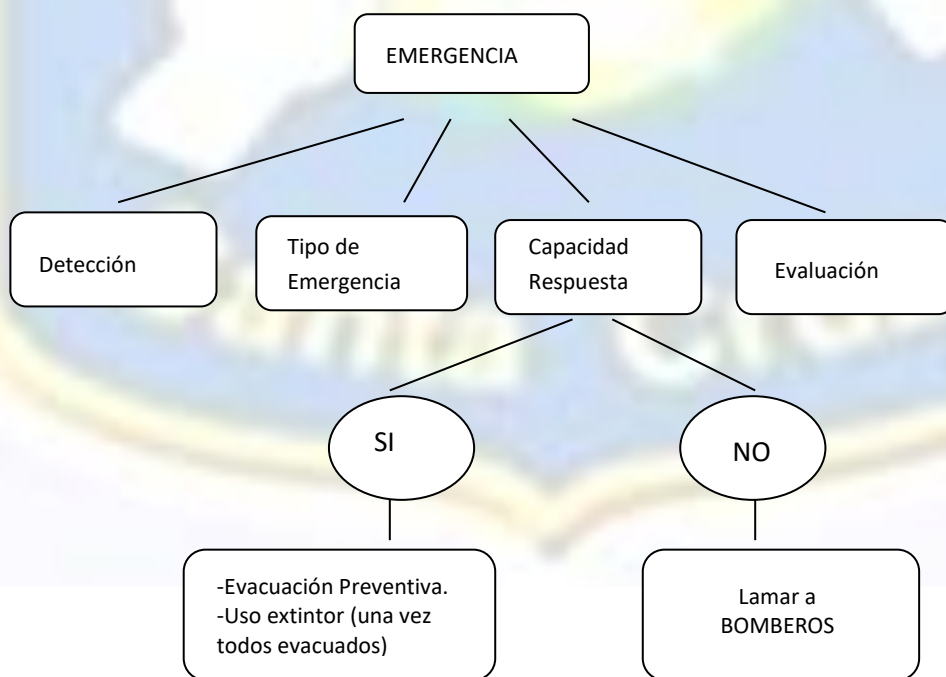 EMERGENCIA
Detección
Tipo de
Emergencia
Capacidad
Respuesta
Evaluación
SI
NO
-Evacuación Preventiva.
-Uso extintor (una vez
todos evacuados)
Lamar a
BOMBEROS